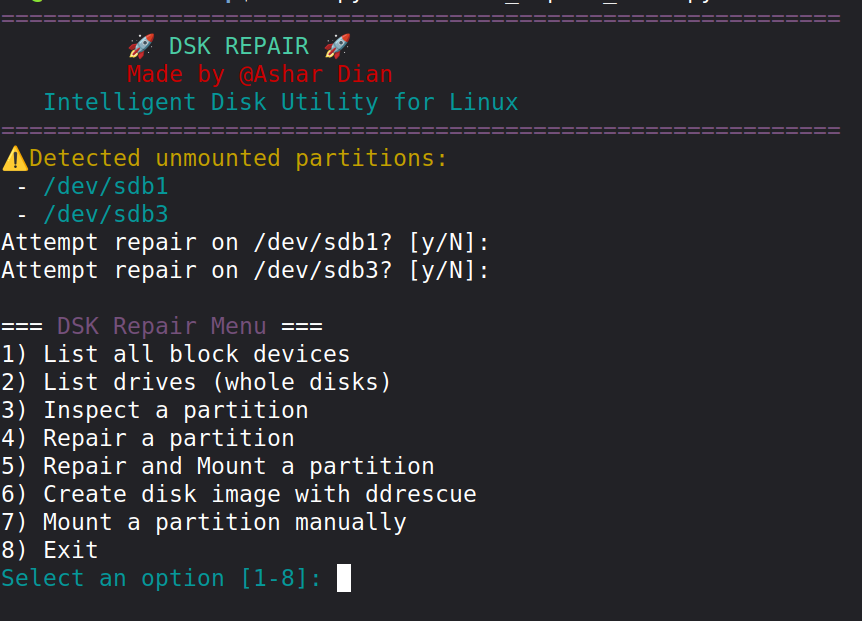 ============================================================
🚀 DSK REPAIR 🚀
Made by @Ashar Dian
Intelligent Disk Utility for Linux
============================================================
⚠️Detected unmounted partitions:
- /dev/sdb1
- /dev/sdb3
Attempt repair on /dev/sdb1? [y/N]:
Attempt repair on /dev/sdb3? [y/N]:
=== DSK Repair Menu ===
1) List all block devices
2) List drives (whole disks)
3) Inspect a partition
4) Repair a partition
5) Repair and Mount a partition
6) Create disk image with ddrescue
7) Mount a partition manually
8) Exit
Select an option [1-8]: